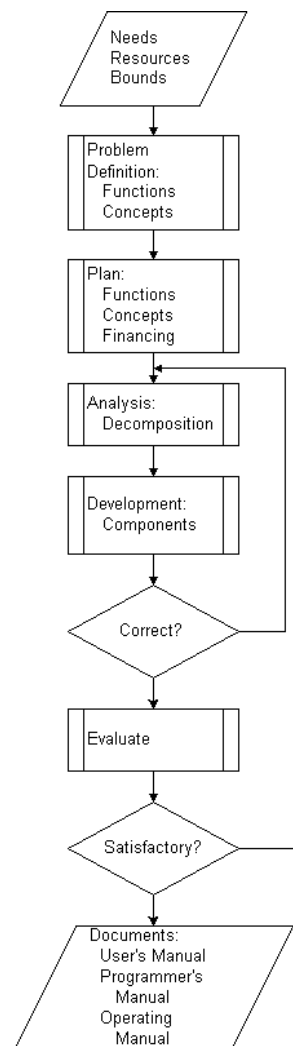 Needs
Resources
Bounds
Problem
Definition:
Functions
Concepts
Plan:
Functions
Concepts
Financing
Analysis:
Decomposition
Development:
Components
Correct?
Evaluate
Satisfactory?
Documents:
User's Manual
Programmer's
Manual
Operating
Manual